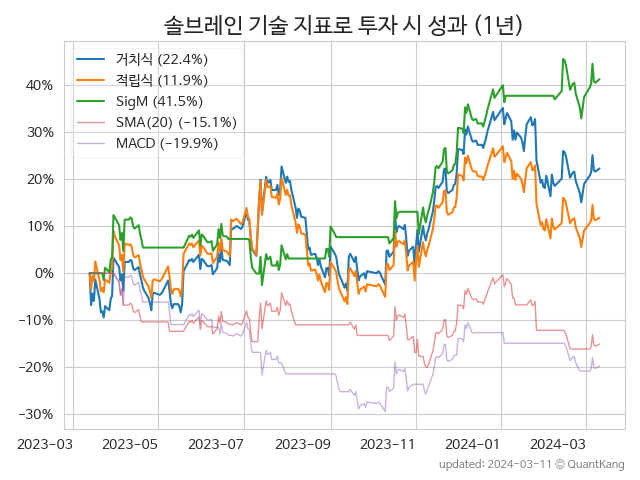 솔브레인 기술 지표로 투자 시 성과 (1년)
거치식 (22.4%)
적립식 (11.9%)
SigM (41.5%)
SMA(20) (−15.1%)
MACD (−19.9%)
40%
30%
20%
10%
0%
−10%
−20%
−30%
2023-03 2023-05 2023-07 2023-09 2023-11 2024-01 2024-03
updated: 2024-03-11 ⓒ QuantKang